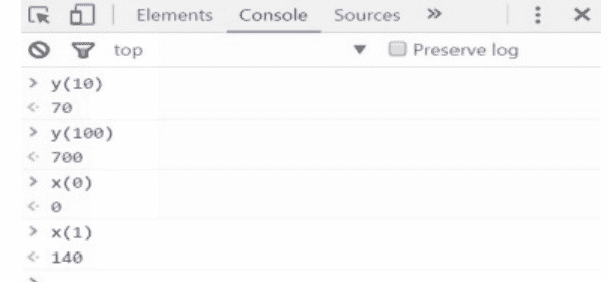 Elements Console Sources »
top Preserve log
> y(10)
<· 70
> y(100)
<· 700
> x(0)
<· 0
> x(1)
<· 140
>